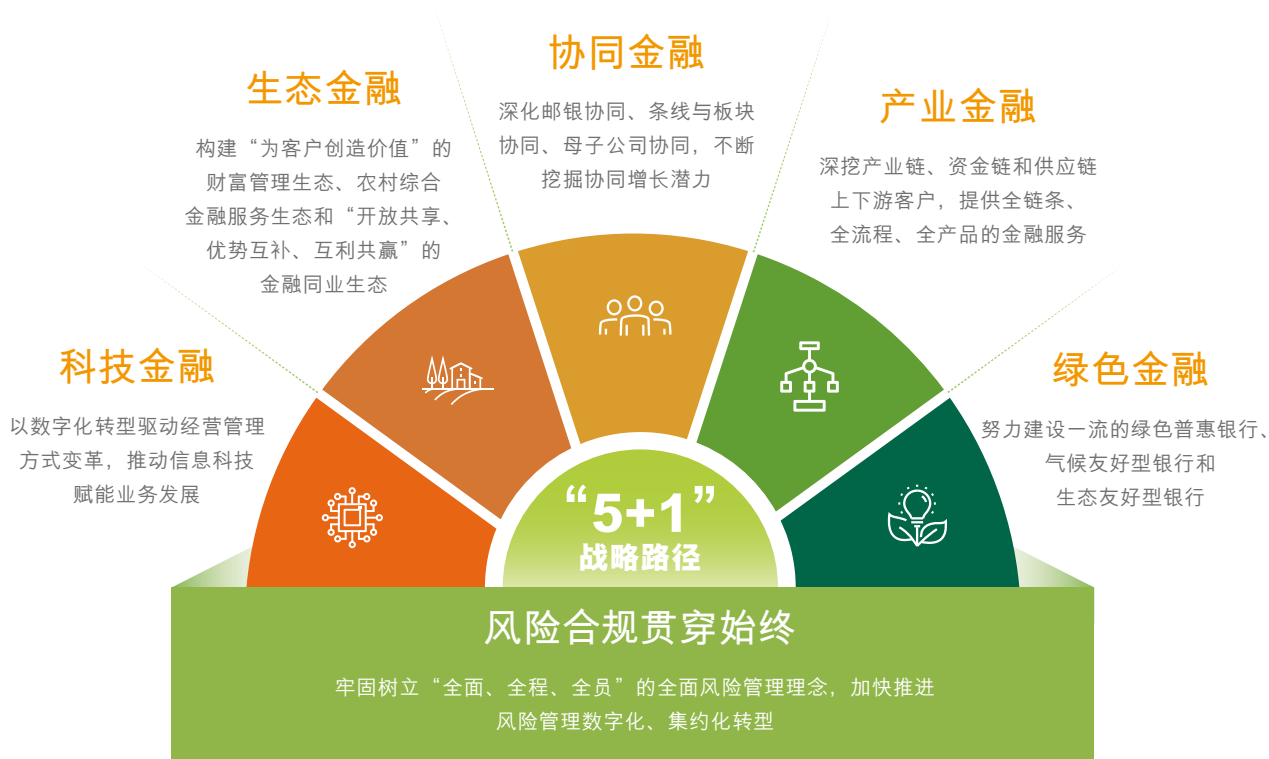 科技金融
以数字化转型驱动经营管理
方式变革，推动信息科技
赋能业务发展
生态金融
构建“为客户创造价值”的
财富管理生态、农村综合
金融服务生态和“开放共享、
优势互补、互利共赢”的
金融同业生态
协同金融
深化邮银协同、条线与板块
协同、母子公司协同，不断
挖掘协同增长潜力
产业金融
深挖产业链、资金链和供应链
上下游客户，提供全链条、
全流程、全产品的金融服务
绿色金融
努力建设一流的绿色普惠银行、
气候友好型银行和
生态友好型银行
“5+1”
战略路径
风险合规贯穿始终
牢固树立“全面、全程、全员”的全面风险管理理念，加快推进
风险管理数字化、集约化转型